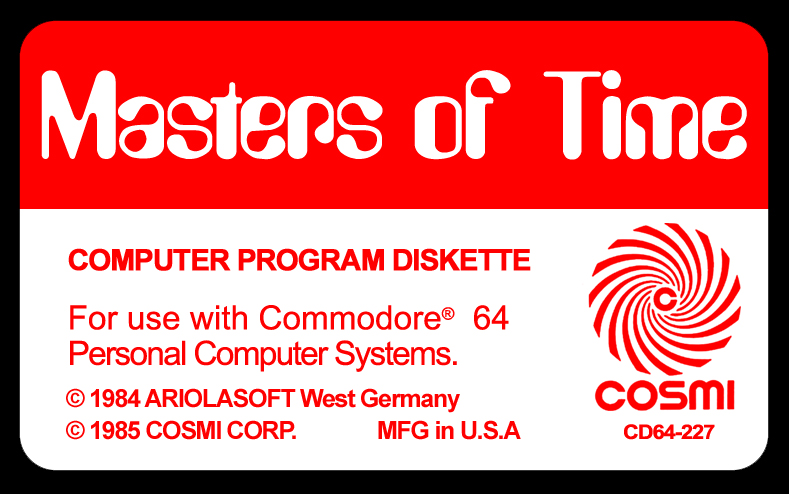 Masters of Time
COMPUTER PROGRAM DISKETTE
For use with Commodore® 64
Personal Computer Systems.
© 1984 ARIOLASOFT West Germany
© 1985 COSMI CORP. MFG in U.S.A
C
COSMI
CD64-227